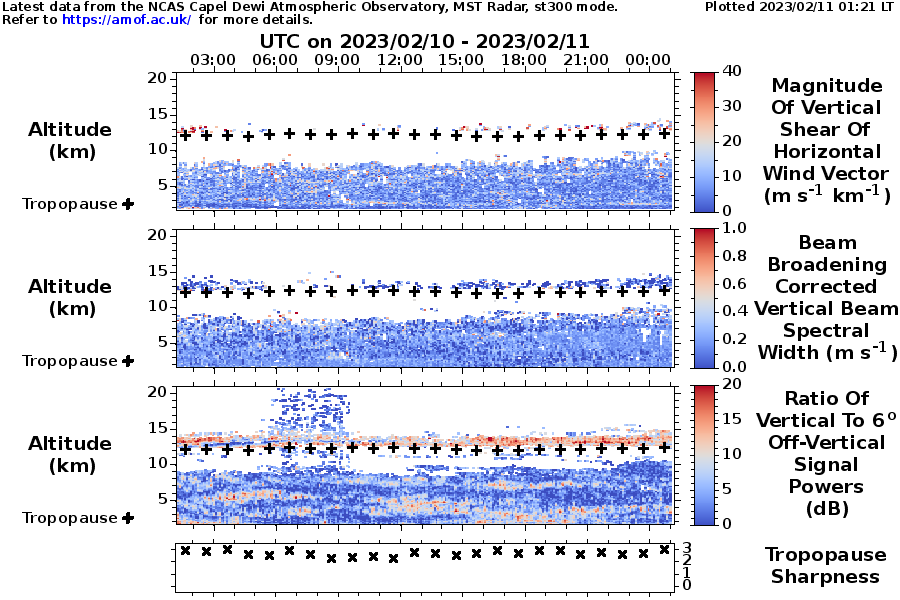 Latest data from the NCAS Capel Dewi Atmospheric Observatory, MST Radar, st300 mode.
Plotted 2023/02/11 01:21 LT
Refer to https://amof.ac.uk/ for more details.
UTC on 2023/02/10 - 2023/02/11
03:00 06:00 09:00 12:00 15:00 18:00 21:00 00:00
20
15
10
5
Altitude
(km)
Tropopause
40
30
20
10
0
Magnitude
Of Vertical
Shear Of
Horizontal
Wind Vector
(m s-1 km-1)
20
15
10
5
Altitude
(km)
Tropopause
1.0
0.8
0.6
0.4
0.2
0.0
Beam
Broadening
Corrected
Vertical Beam
Spectral
Width (m s-1)
20
15
10
5
Altitude
(km)
Tropopause
20
15
10
5
0
Ratio Of
Vertical To 6o
Off-Vertical
Signal
Powers
(dB)
3
2
1
0
Tropopause
Sharpness